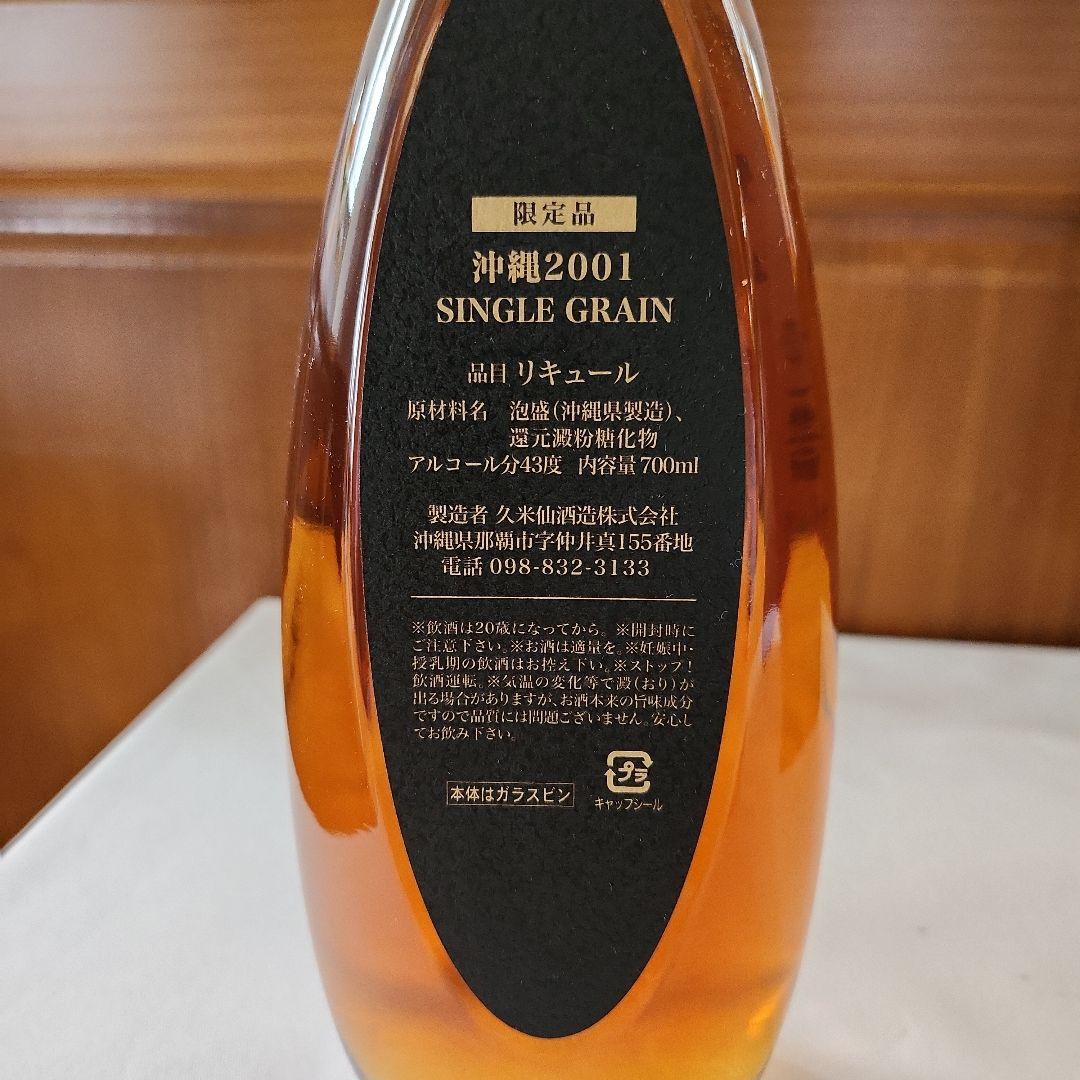 限定品
沖縄2001
SINGLE GRAIN
品目 リキュール
原材料名 泡盛(沖縄県製造)、
還元澱粉糖化物
アルコール分43度 内容量700ml
製造者 久米仙酒造株式会社
沖縄県那覇市字仲井真155番地
電話 098-832-3133
※飲酒は20歳になってから。※開封時に
ご注意下さい。※お酒は適量を。※妊娠中・
授乳期の飲酒はお控え下い。※ストップ!
飲酒運転。※気温の変化等で澱(おり)が
出る場合がありますが、お酒本来の旨味成分
ですので品質には問題ございません。安心し
てお飲み下さい。
プラ
本体はガラスビン
キャップシール